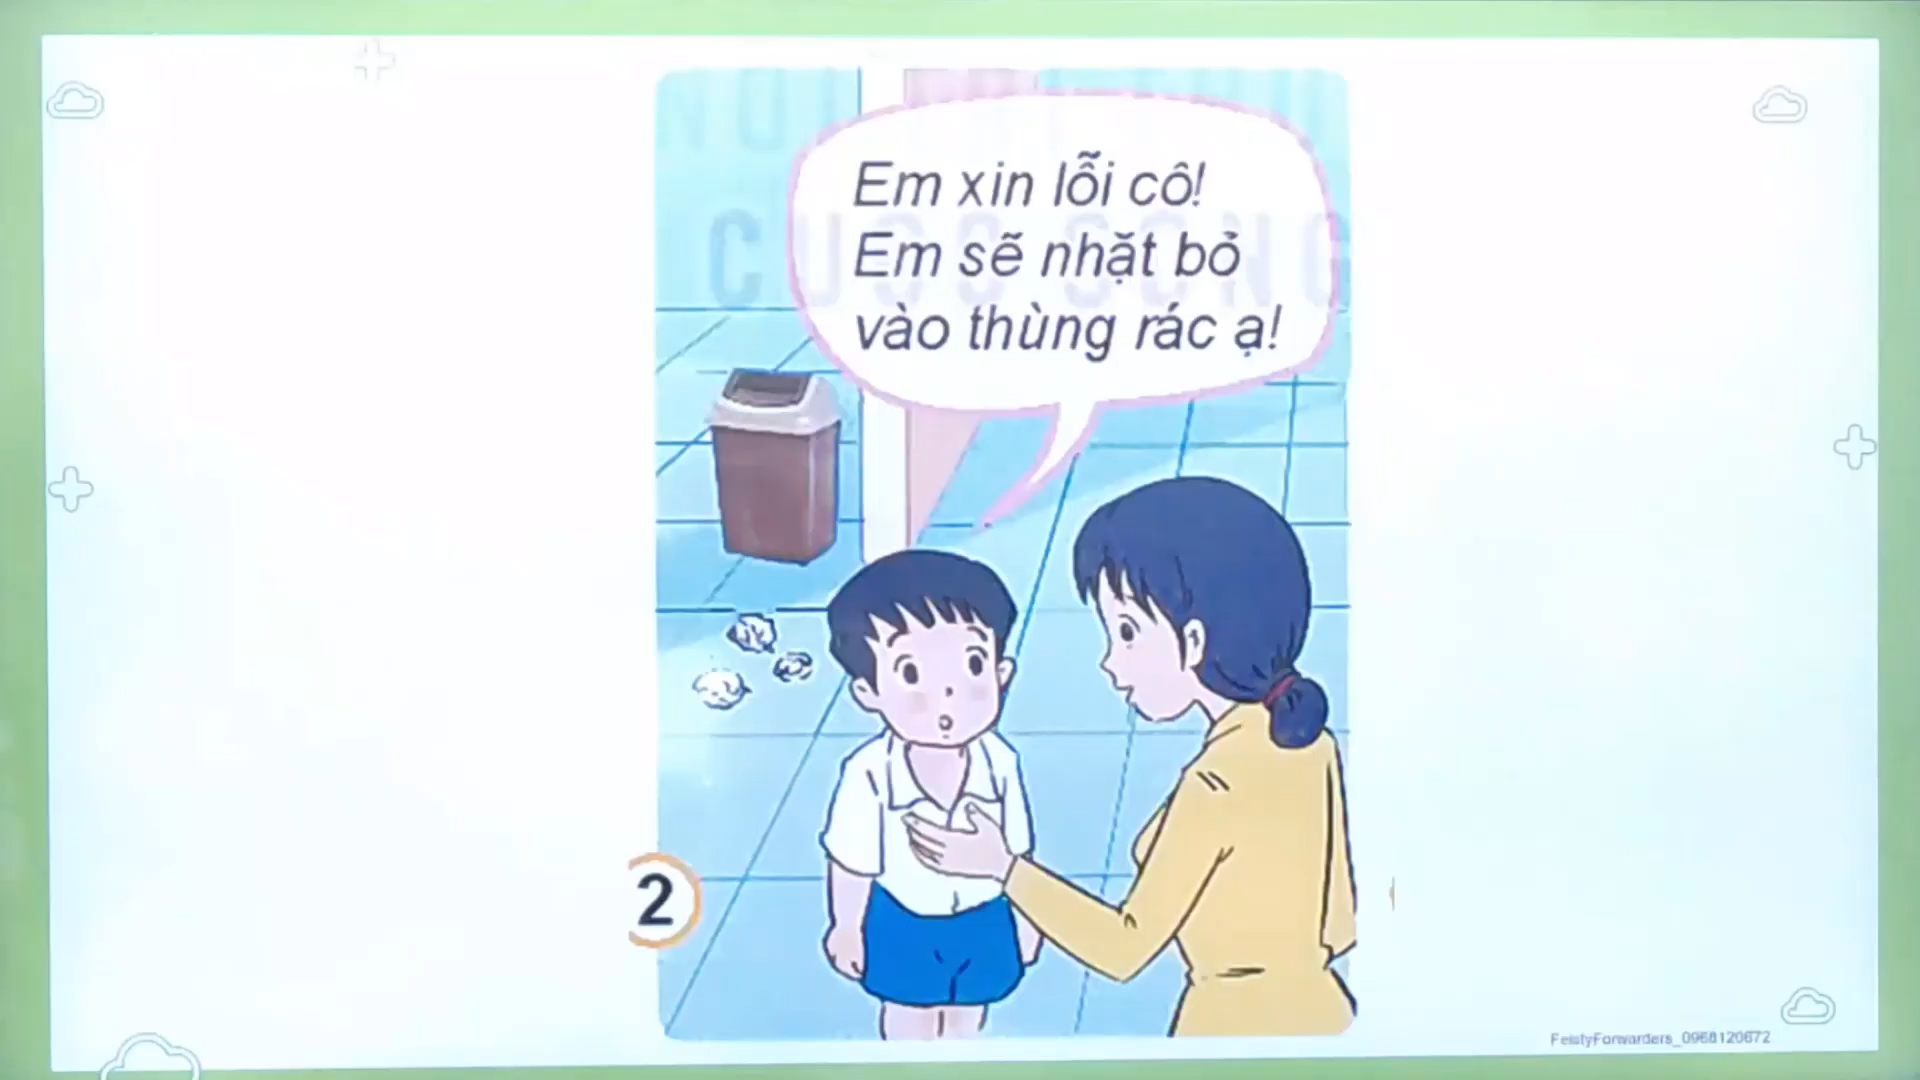 Em xin lỗi cô!
Em sẽ nhặt bỏ
vào thùng rác ạ!
2
FeistyForwarders_0968120672